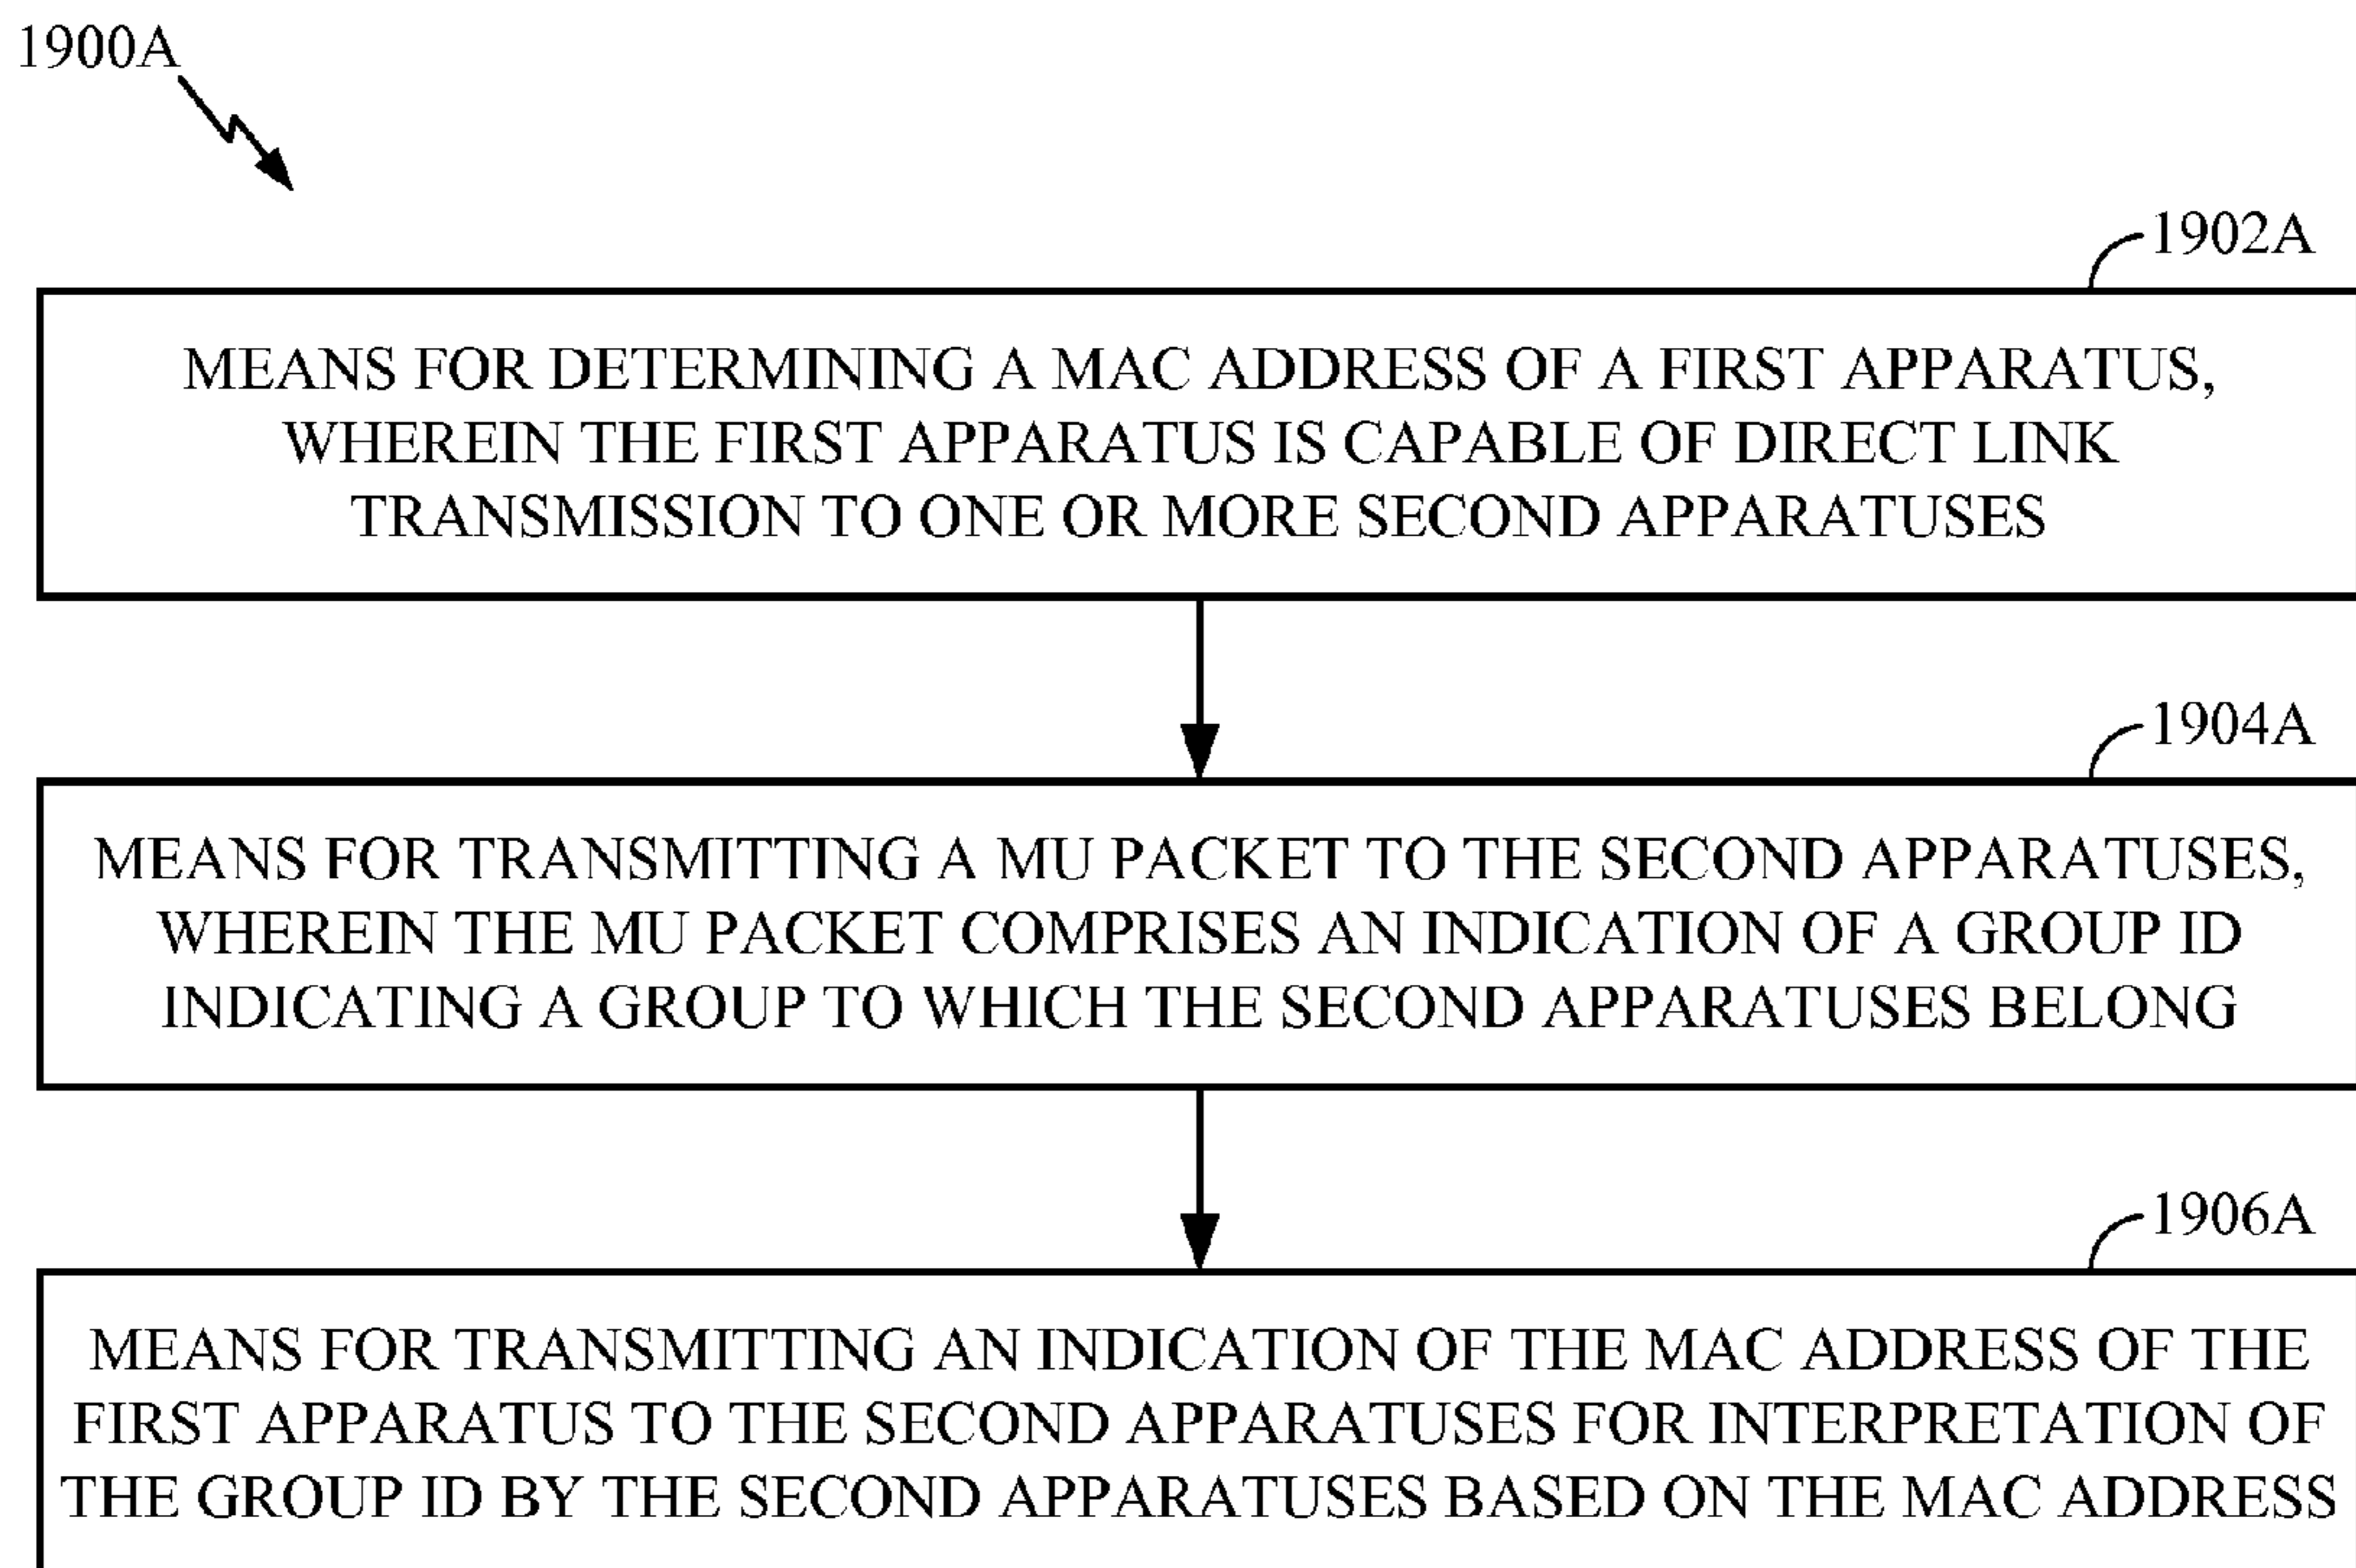 1900A
1902A
MEANS FOR DETERMINING A MAC ADDRESS OF A FIRST APPARATUS,
WHEREIN THE FIRST APPARATUS IS CAPABLE OF DIRECT LINK
TRANSMISSION TO ONE OR MORE SECOND APPARATUSES
1904A
MEANS FOR TRANSMITTING A MU PACKET TO THE SECOND APPARATUSES,
WHEREIN THE MU PACKET COMPRISES AN INDICATION OF A GROUP ID
INDICATING A GROUP TO WHICH THE SECOND APPARATUSES BELONG
1906A
MEANS FOR TRANSMITTING AN INDICATION OF THE MAC ADDRESS OF THE
FIRST APPARATUS TO THE SECOND APPARATUSES FOR INTERPRETATION OF
THE GROUP ID BY THE SECOND APPARATUSES BASED ON THE MAC ADDRESS